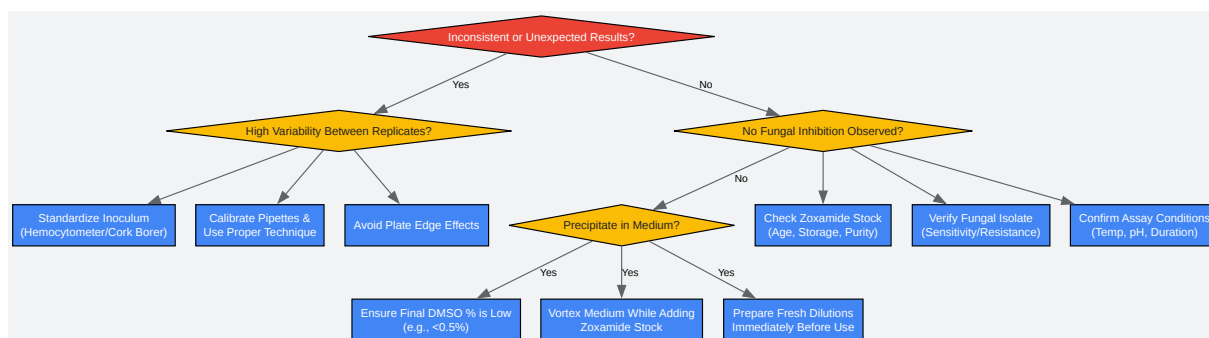 Inconsistent or Unexpected Results?
Yes
No
High Variability Between Replicates?
No Fungal Inhibition Observed?
No
Standardize Inoculum
(Hemocytometer/Cork Borer)
Calibrate Pipettes &
Use Proper Technique
Avoid Plate Edge Effects
Precipitate in Medium?
Check Zoxamide Stock
(Age, Storage, Purity)
Verify Fungal Isolate
(Sensitivity/Resistance)
Confirm Assay Conditions
(Temp, pH, Duration)
Yes
Yes
Yes
Ensure Final DMSO % is Low
(e.g., <0.5%)
Vortex Medium While Adding
Zoxamide Stock
Prepare Fresh Dilutions
Immediately Before Use